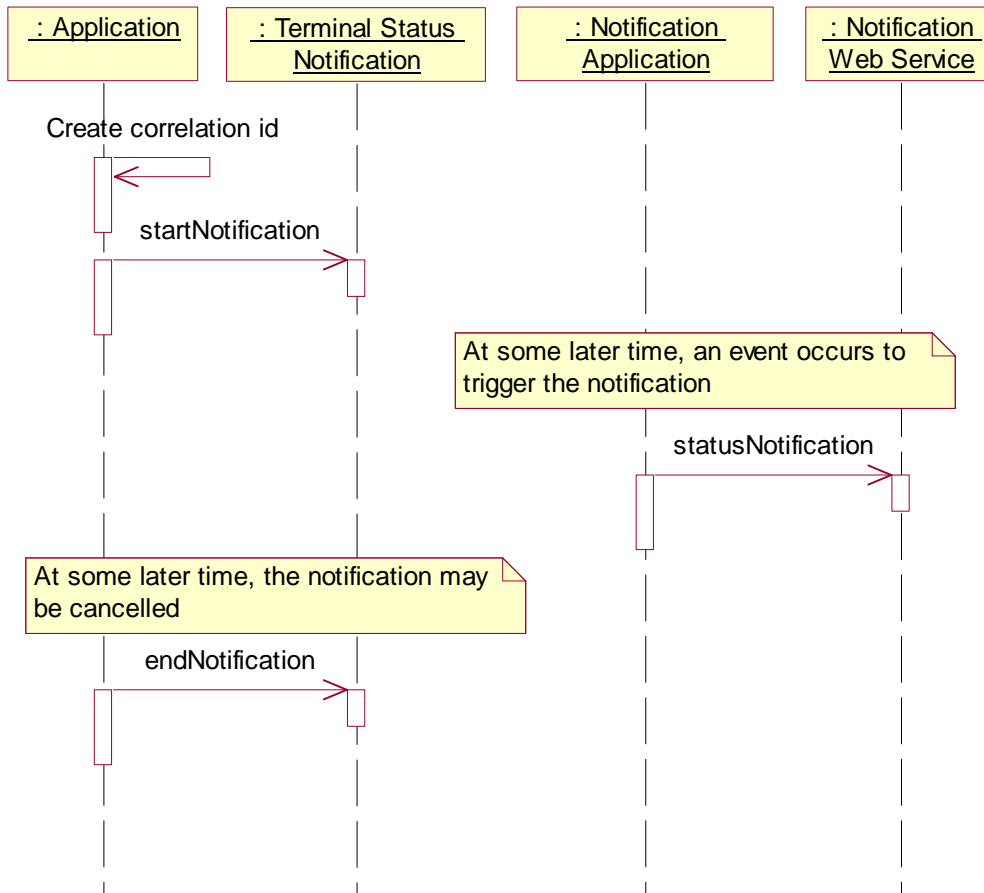 : Application
: Terminal Status
Notification
: Notification
Application
: Notification
Web Service
Create correlation id
startNotification
At some later time, an event occurs to
trigger the notification
statusNotification
At some later time, the notification may
be cancelled
endNotification